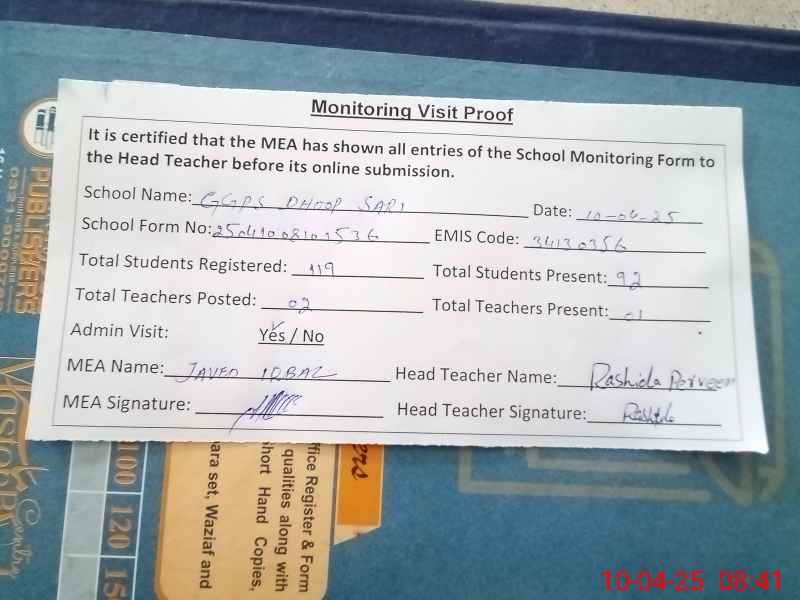 Monitoring Visit Proof
It is certified that the MEA has shown all entries of the School Monitoring Form to
the Head Teacher before its online submission.
School Name: GGPS DHOOP SARI Date: 10-04-25
School Form No: 25041008101536 EMIS Code: 34130356
Total Students Registered: 119 Total Students Present: 92
Total Teachers Posted: 02 Total Teachers Present: 01
Admin Visit: Yes / No
MEA Name: JAVED IQBAL Head Teacher Name: Rashida Perveen
MEA Signature: Head Teacher Signature: Rashida
PUBLISHERS
100 120
ffice Register & Form
qualities along with
hort Hand Copies,
para set, Waziaf and
10-04-25 08:41